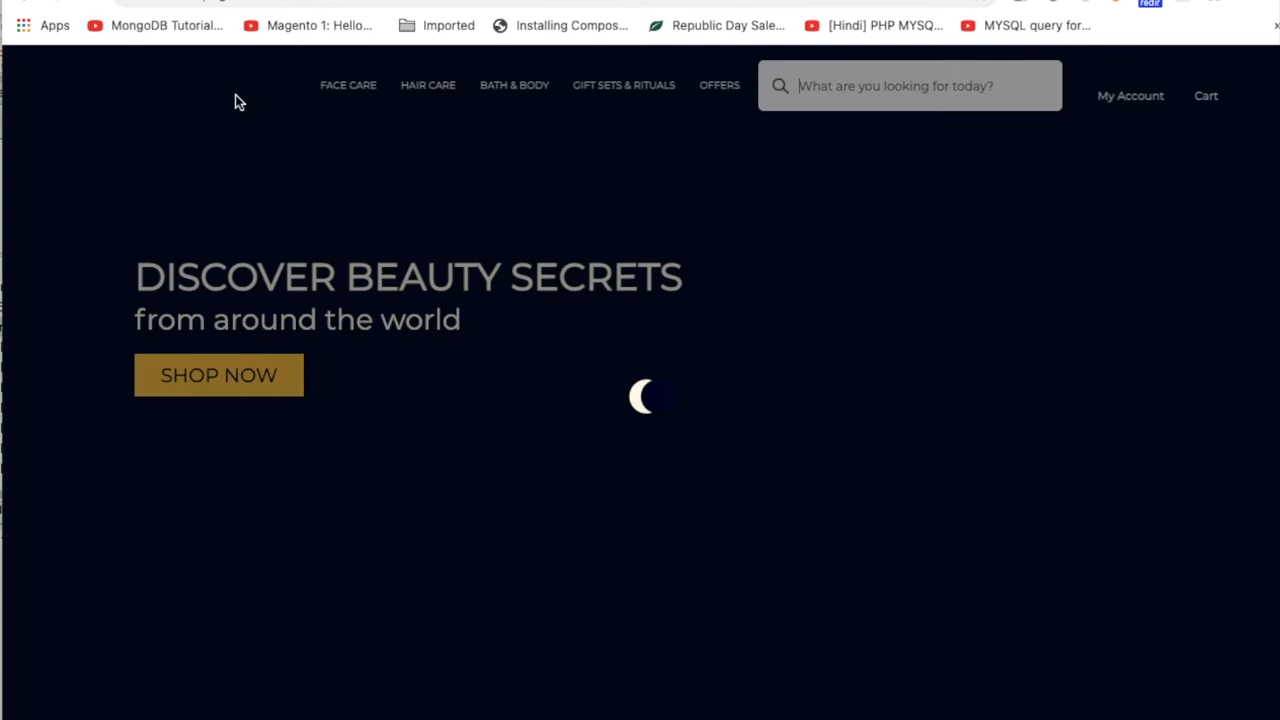 redir
Apps MongoDB Tutorial... Magento 1: Hello... Imported Installing Compos... Republic Day Sale... [Hindi] PHP MYSQ... MYSQL query for...
FACE CARE HAIR CARE BATH & BODY GIFT SETS & RITUALS OFFERS What are you looking for today? My Account Cart
DISCOVER BEAUTY SECRETS
from around the world
SHOP NOW